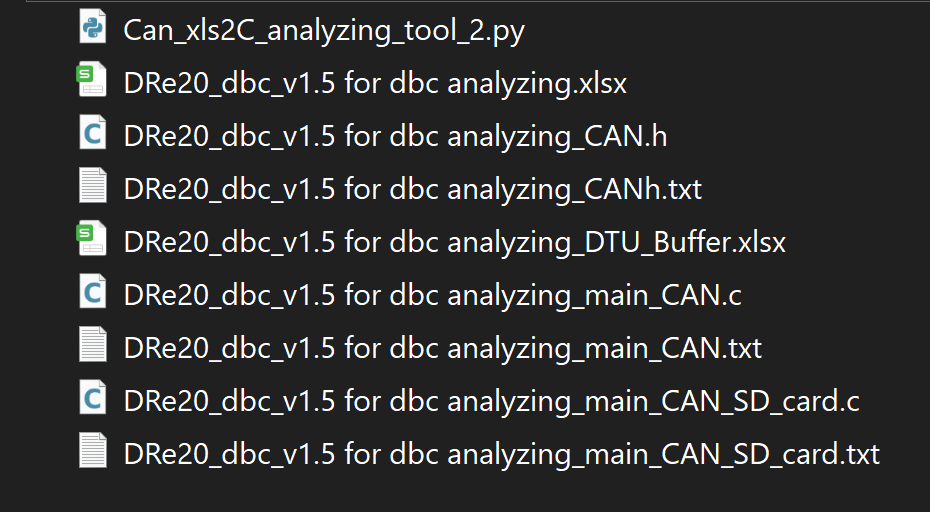 Can_xls2C_analyzing_tool_2.py
DRe20_dbc_v1.5 for dbc analyzing.xlsx
DRe20_dbc_v1.5 for dbc analyzing_CAN.h
DRe20_dbc_v1.5 for dbc analyzing_CANh.txt
DRe20_dbc_v1.5 for dbc analyzing_DTU_Buffer.xlsx
DRe20_dbc_v1.5 for dbc analyzing_main_CAN.c
DRe20_dbc_v1.5 for dbc analyzing_main_CAN.txt
DRe20_dbc_v1.5 for dbc analyzing_main_CAN_SD_card.c
DRe20_dbc_v1.5 for dbc analyzing_main_CAN_SD_card.txt